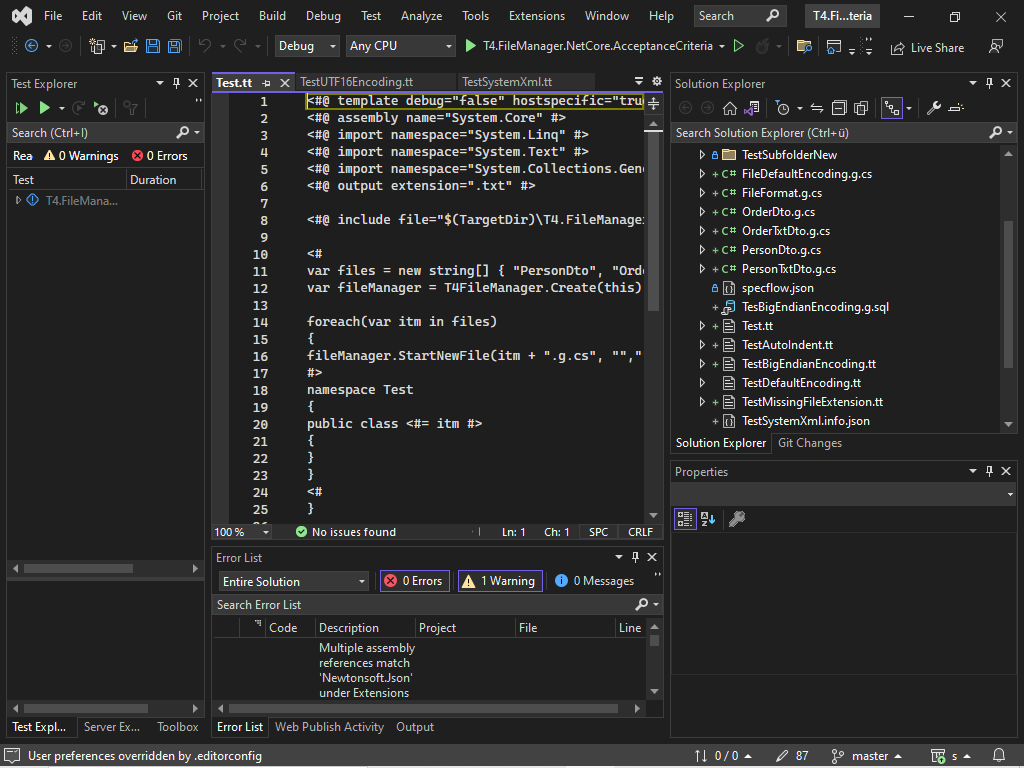 File Edit View Git Project Build Debug Test Analyze Tools Extensions Window Help Search T4.Fi...teria
Debug Any CPU T4.FileManager.NetCore.AcceptanceCriteria Live Share
Test Explorer
Search (Ctrl+I)
Rea 0 Warnings 0 Errors
Test Duration
T4.FileMana...
Test Expl... Server Ex... Toolbox
Test.tt TestUTF16Encoding.tt TestSystemXml.tt
1 <#@ template debug="false" hostspecific="tru
2 <#@ assembly name="System.Core" #>
3 <#@ import namespace="System.Linq" #>
4 <#@ import namespace="System.Text" #>
5 <#@ import namespace="System.Collections.Gen
6 <#@ output extension=".txt" #>
7
8 <#@ include file="$(TargetDir)\T4.FileManager
9
10 <#
11 var files = new string[] { "PersonDto", "Ord
12 var fileManager = T4FileManager.Create(this)
13
14 foreach(var itm in files)
15 {
16 fileManager.StartNewFile(itm + ".g.cs", "","
17 #>
18 namespace Test
19 {
20 public class <#= itm #>
21 {
22 }
23 }
24 <#
25 }
100 % No issues found Ln: 1 Ch: 1 SPC CRLF
Error List
Entire Solution 0 Errors 1 Warning 0 Messages
Search Error List
Code Description Project File Line
Multiple assembly
references match
'Newtonsoft.Json'
under Extensions
Error List Web Publish Activity Output
Solution Explorer
Search Solution Explorer (Ctrl+ü)
TestSubfolderNew
C# FileDefaultEncoding.g.cs
C# FileFormat.g.cs
C# OrderDto.g.cs
C# OrderTxtDto.g.cs
C# PersonDto.g.cs
C# PersonTxtDto.g.cs
specflow.json
TesBigEndianEncoding.g.sql
Test.tt
TestAutoIndent.tt
TestBigEndianEncoding.tt
TestDefaultEncoding.tt
TestMissingFileExtension.tt
TestSystemXml.info.json
Solution Explorer Git Changes
Properties
User preferences overridden by .editorconfig 0 / 0 87 master s